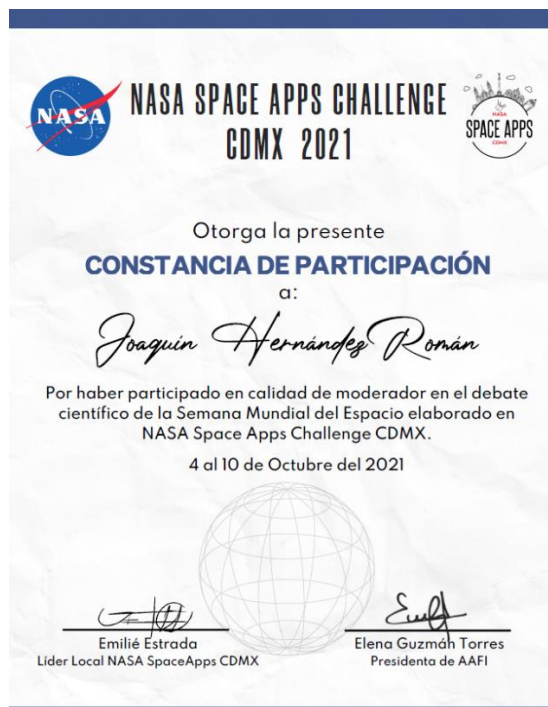 NASA
NASA SPACE APPS CHALLENGE
CDMX 2021
NASA
SPACE APPS
CDMX
Otorga la presente
CONSTANCIA DE PARTICIPACIÓN
a:
Joaquín Hernández Román
Por haber participado en calidad de moderador en el debate
científico de la Semana Mundial del Espacio elaborado en
NASA Space Apps Challenge CDMX.
4 al 10 de Octubre del 2021
Emilié Estrada
Líder Local NASA SpaceApps CDMX
Elena Guzmán Torres
Presidenta de AAFI